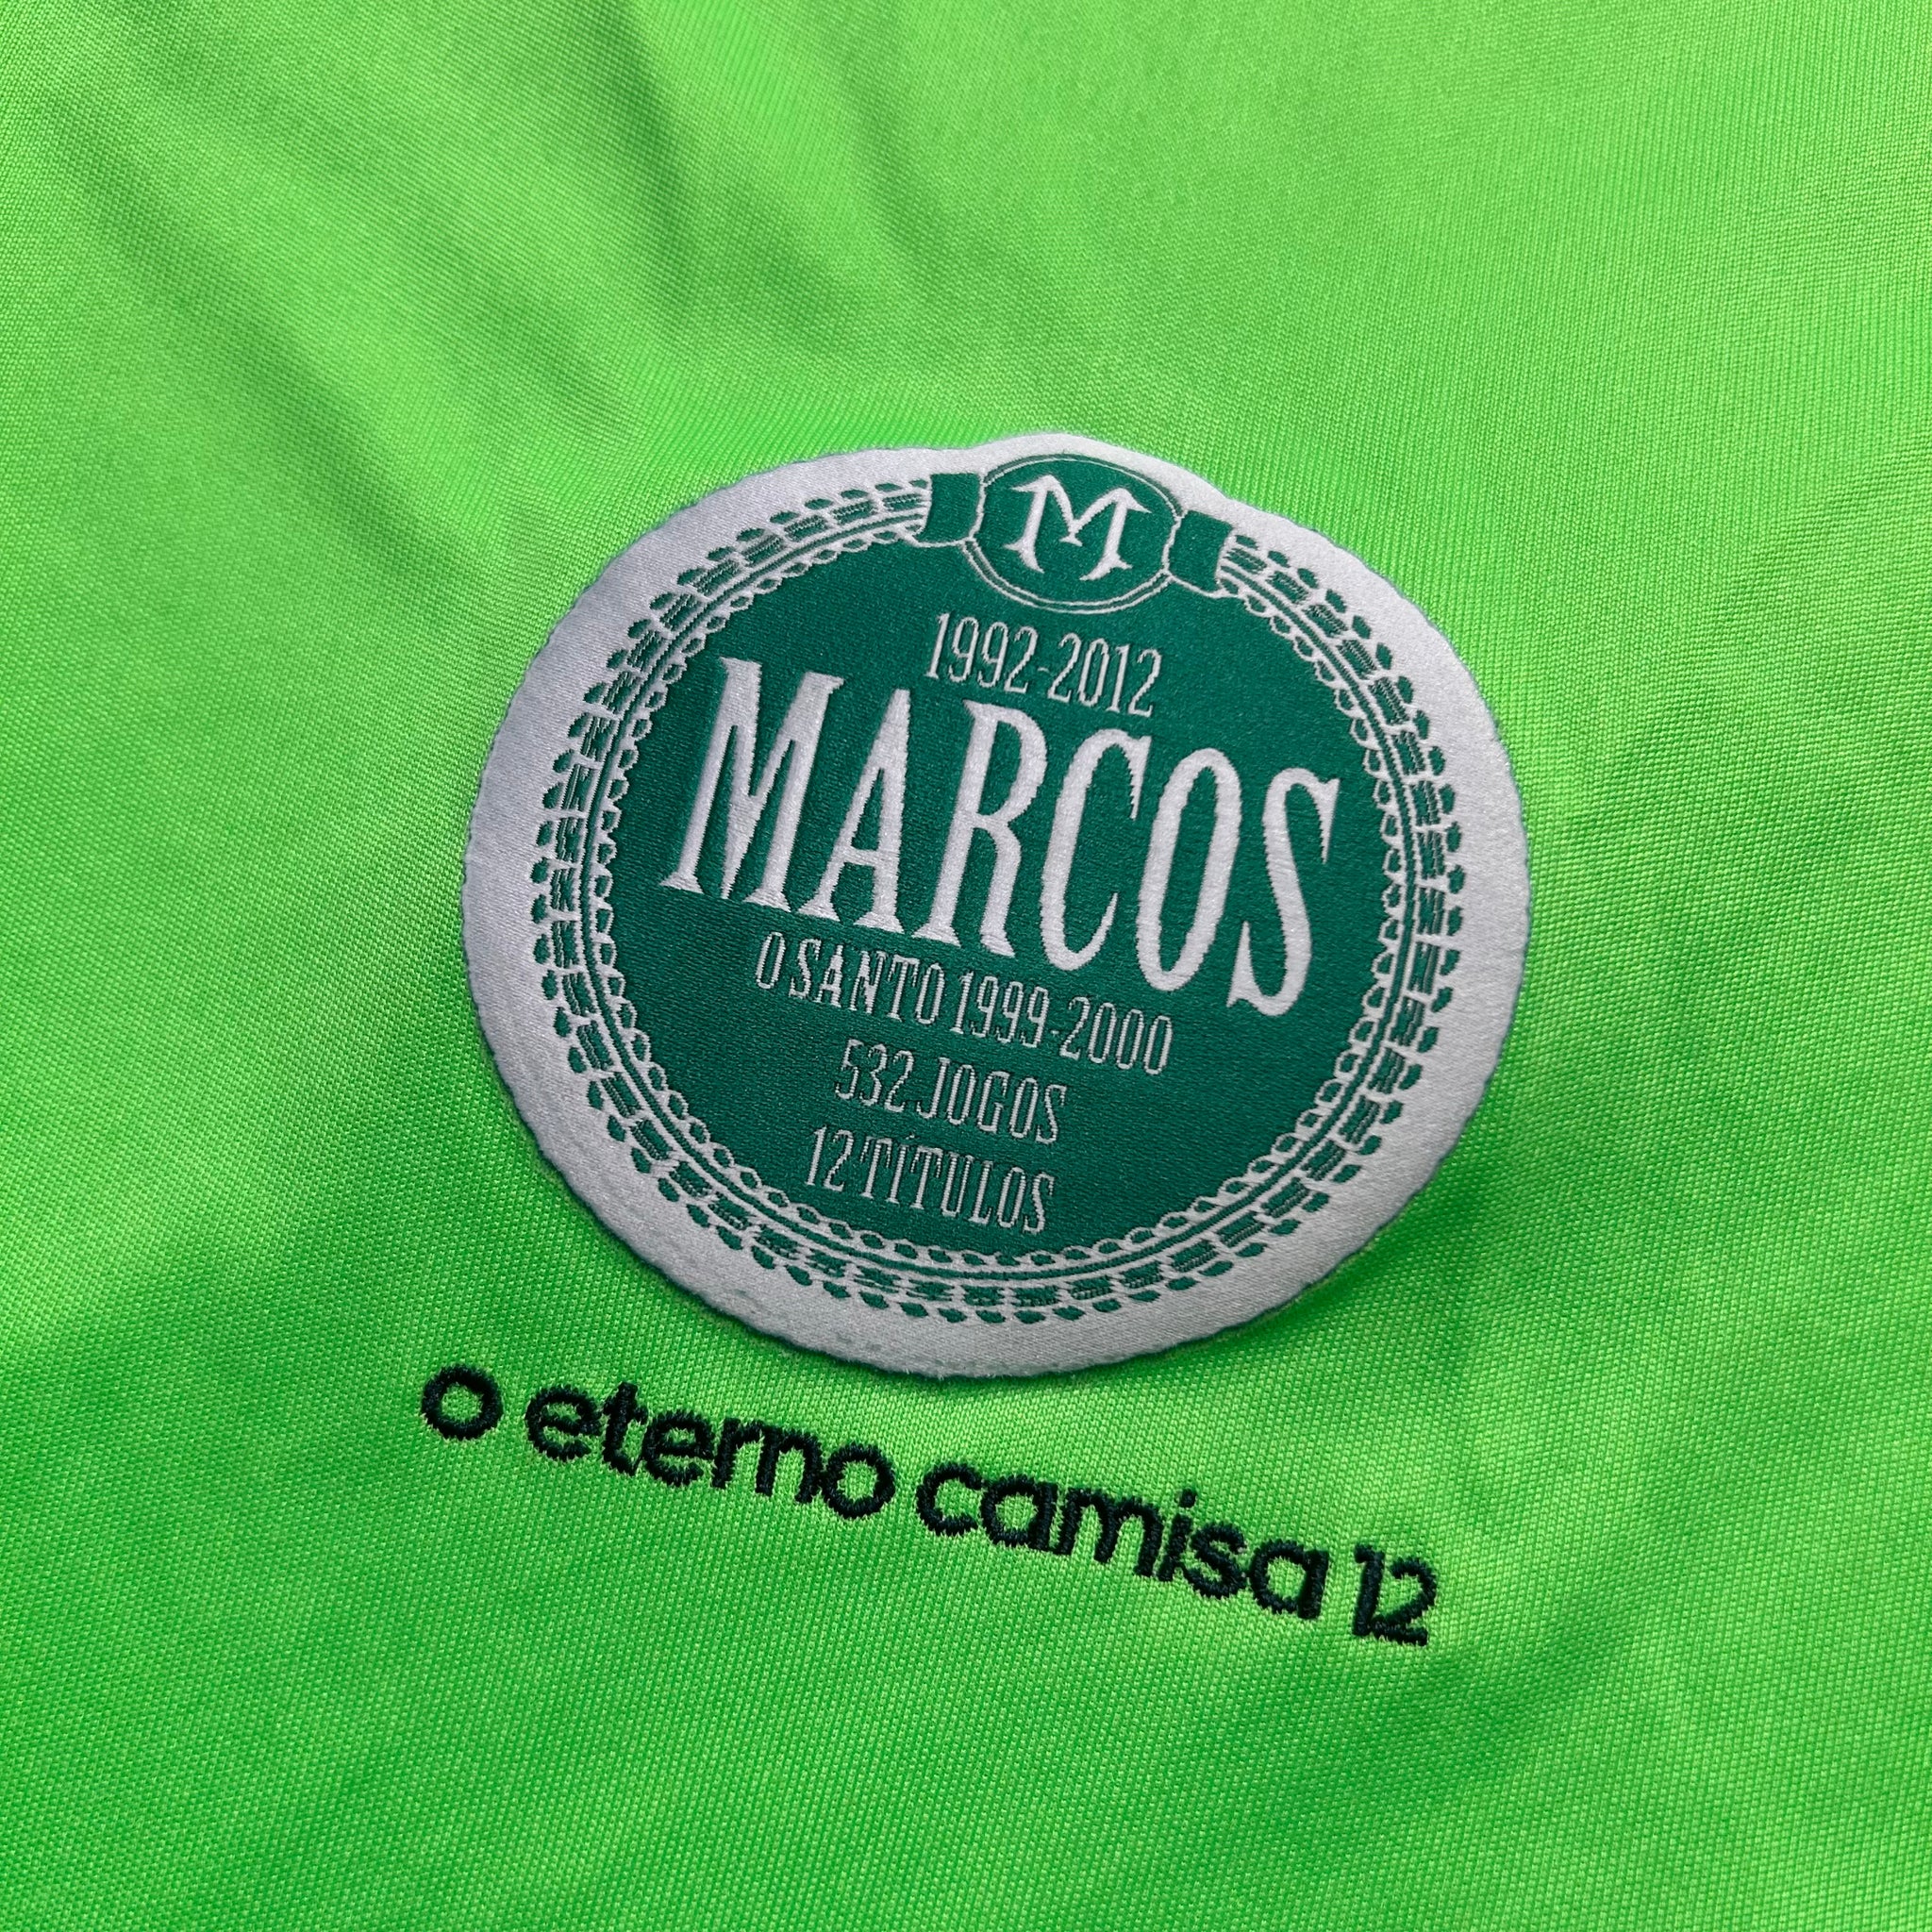 M
1992-2012
MARCOS
O SANTO 1999-2000
532 JOGOS
12 TÍTULOS
o eterno camisa 12